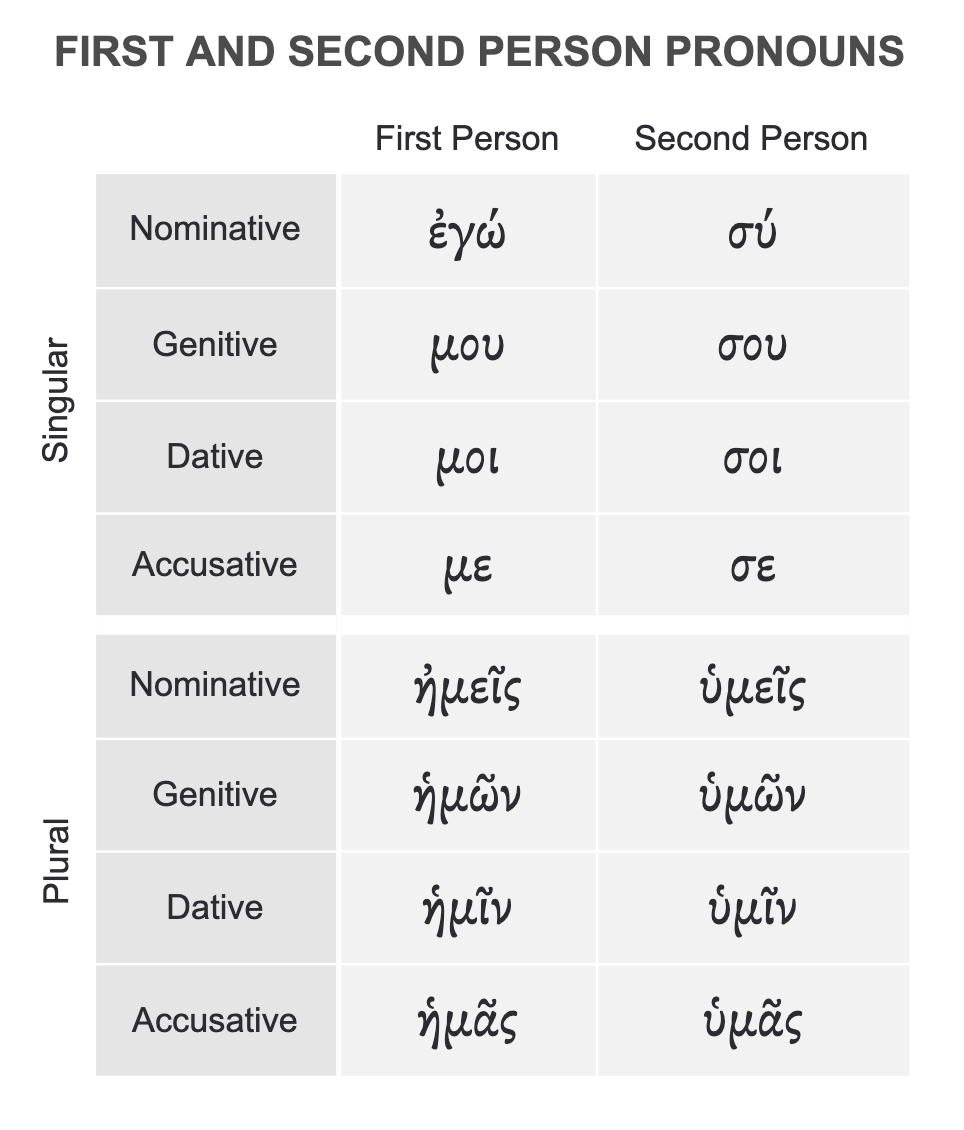 FIRST AND SECOND PERSON PRONOUNS
First Person Second Person
Singular
Nominative ἐγώ σύ
Genitive μου σου
Dative μοι σοι
Accusative με σε
Plural
Nominative ἠμεῖς ὑμεῖς
Genitive ἡμῶν ὑμῶν
Dative ἡμῖν ὑμῖν
Accusative ἡμᾶς ὑμᾶς